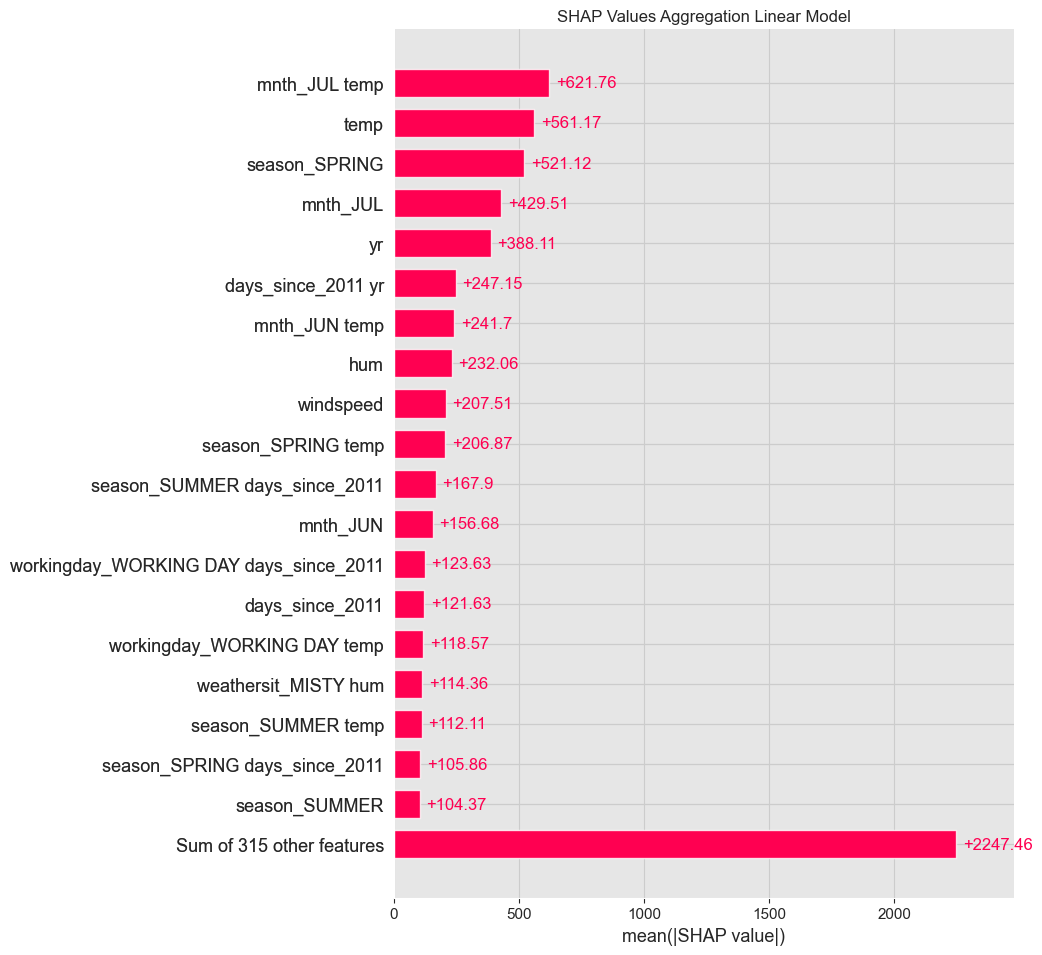 SHAP Values Aggregation Linear Model
mnth_JUL temp
+621.76
temp
+561.17
season_SPRING
+521.12
mnth_JUL
+429.51
yr
+388.11
days_since_2011 yr
+247.15
mnth_JUN temp
+241.7
hum
+232.06
windspeed
+207.51
season_SPRING temp
+206.87
season_SUMMER days_since_2011
+167.9
mnth_JUN
+156.68
workingday_WORKING DAY days_since_2011
+123.63
days_since_2011
+121.63
workingday_WORKING DAY temp
+118.57
weathersit_MISTY hum
+114.36
season_SUMMER temp
+112.11
season_SPRING days_since_2011
+105.86
season_SUMMER
+104.37
Sum of 315 other features
+2247.46
0 500 1000 1500 2000
mean(|SHAP value|)